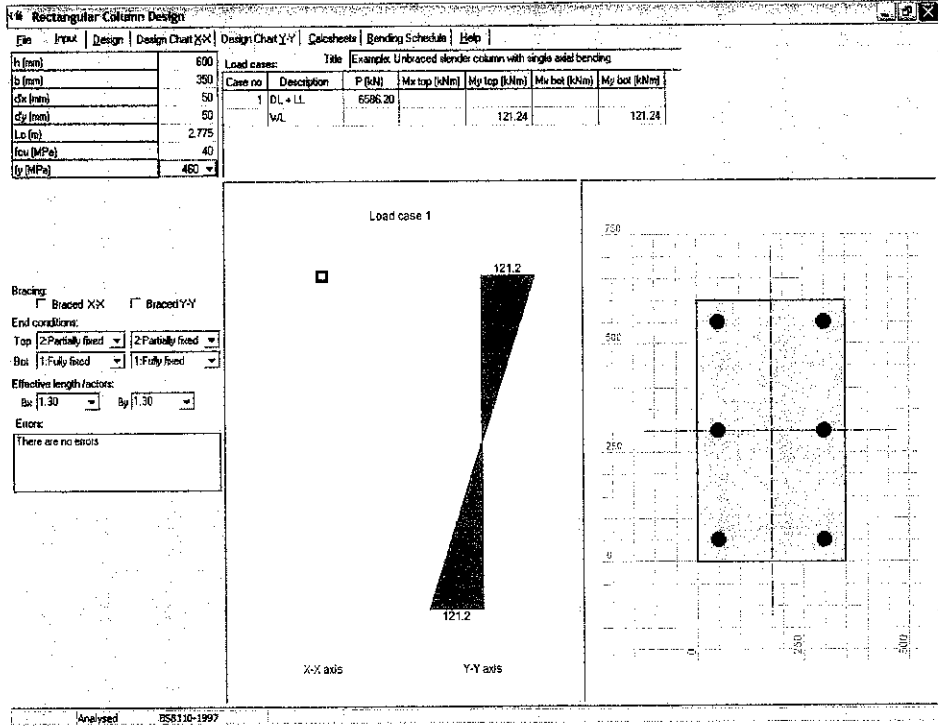 Rectangular Column Design
File Input Design Design Chart X-X Design Chart Y-Y Calcsheets Bending Schedule Help
h (mm) 600
b (mm) 350
d'x (mm) 50
d'y (mm) 50
Lo (m) 2.775
fcu (MPa) 40
fy (MPa) 460
Load cases: Title Example: Unbraced slender column with single axial bending
Case no Description P (kN) Mx top (kNm) My top (kNm) Mx bot (kNm) My bot (kNm)
1 DL + LL 6586.20
WL 121.24 121.24
Load case 1
121.2
121.2
X-X axis Y-Y axis
750
500
250
0
0 250 500
Bracing:
Braced X-X Braced Y-Y
End conditions:
Top 2:Partially fixed 2:Partially fixed
Bot 1:Fully fixed 1:Fully fixed
Effective length factors:
Bx 1.30 By 1.30
Errors:
There are no errors
Analysed BS8110-1997